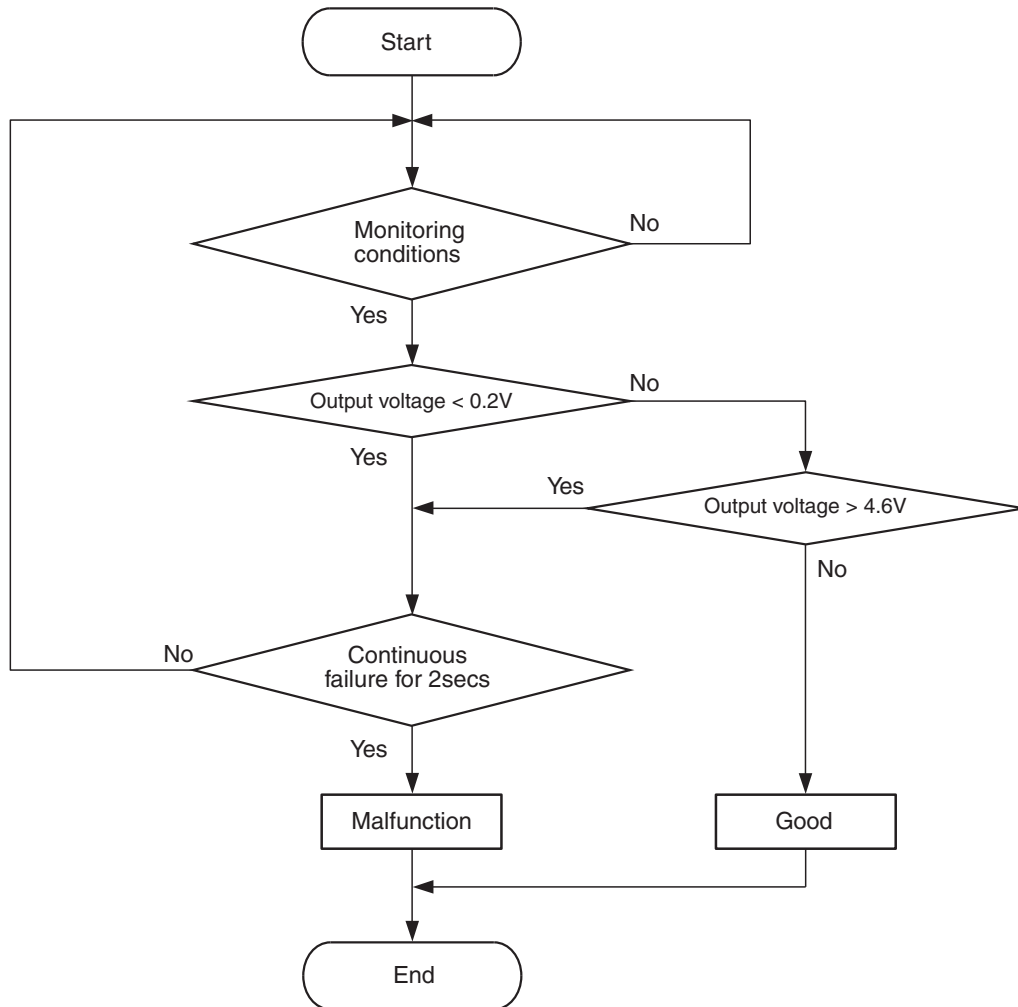 Start
Monitoring
conditions
No
Yes
Output voltage < 0.2V
No
Yes
Yes
Output voltage > 4.6V
No
No
Continuous
failure for 2secs
Yes
Malfunction
Good
End